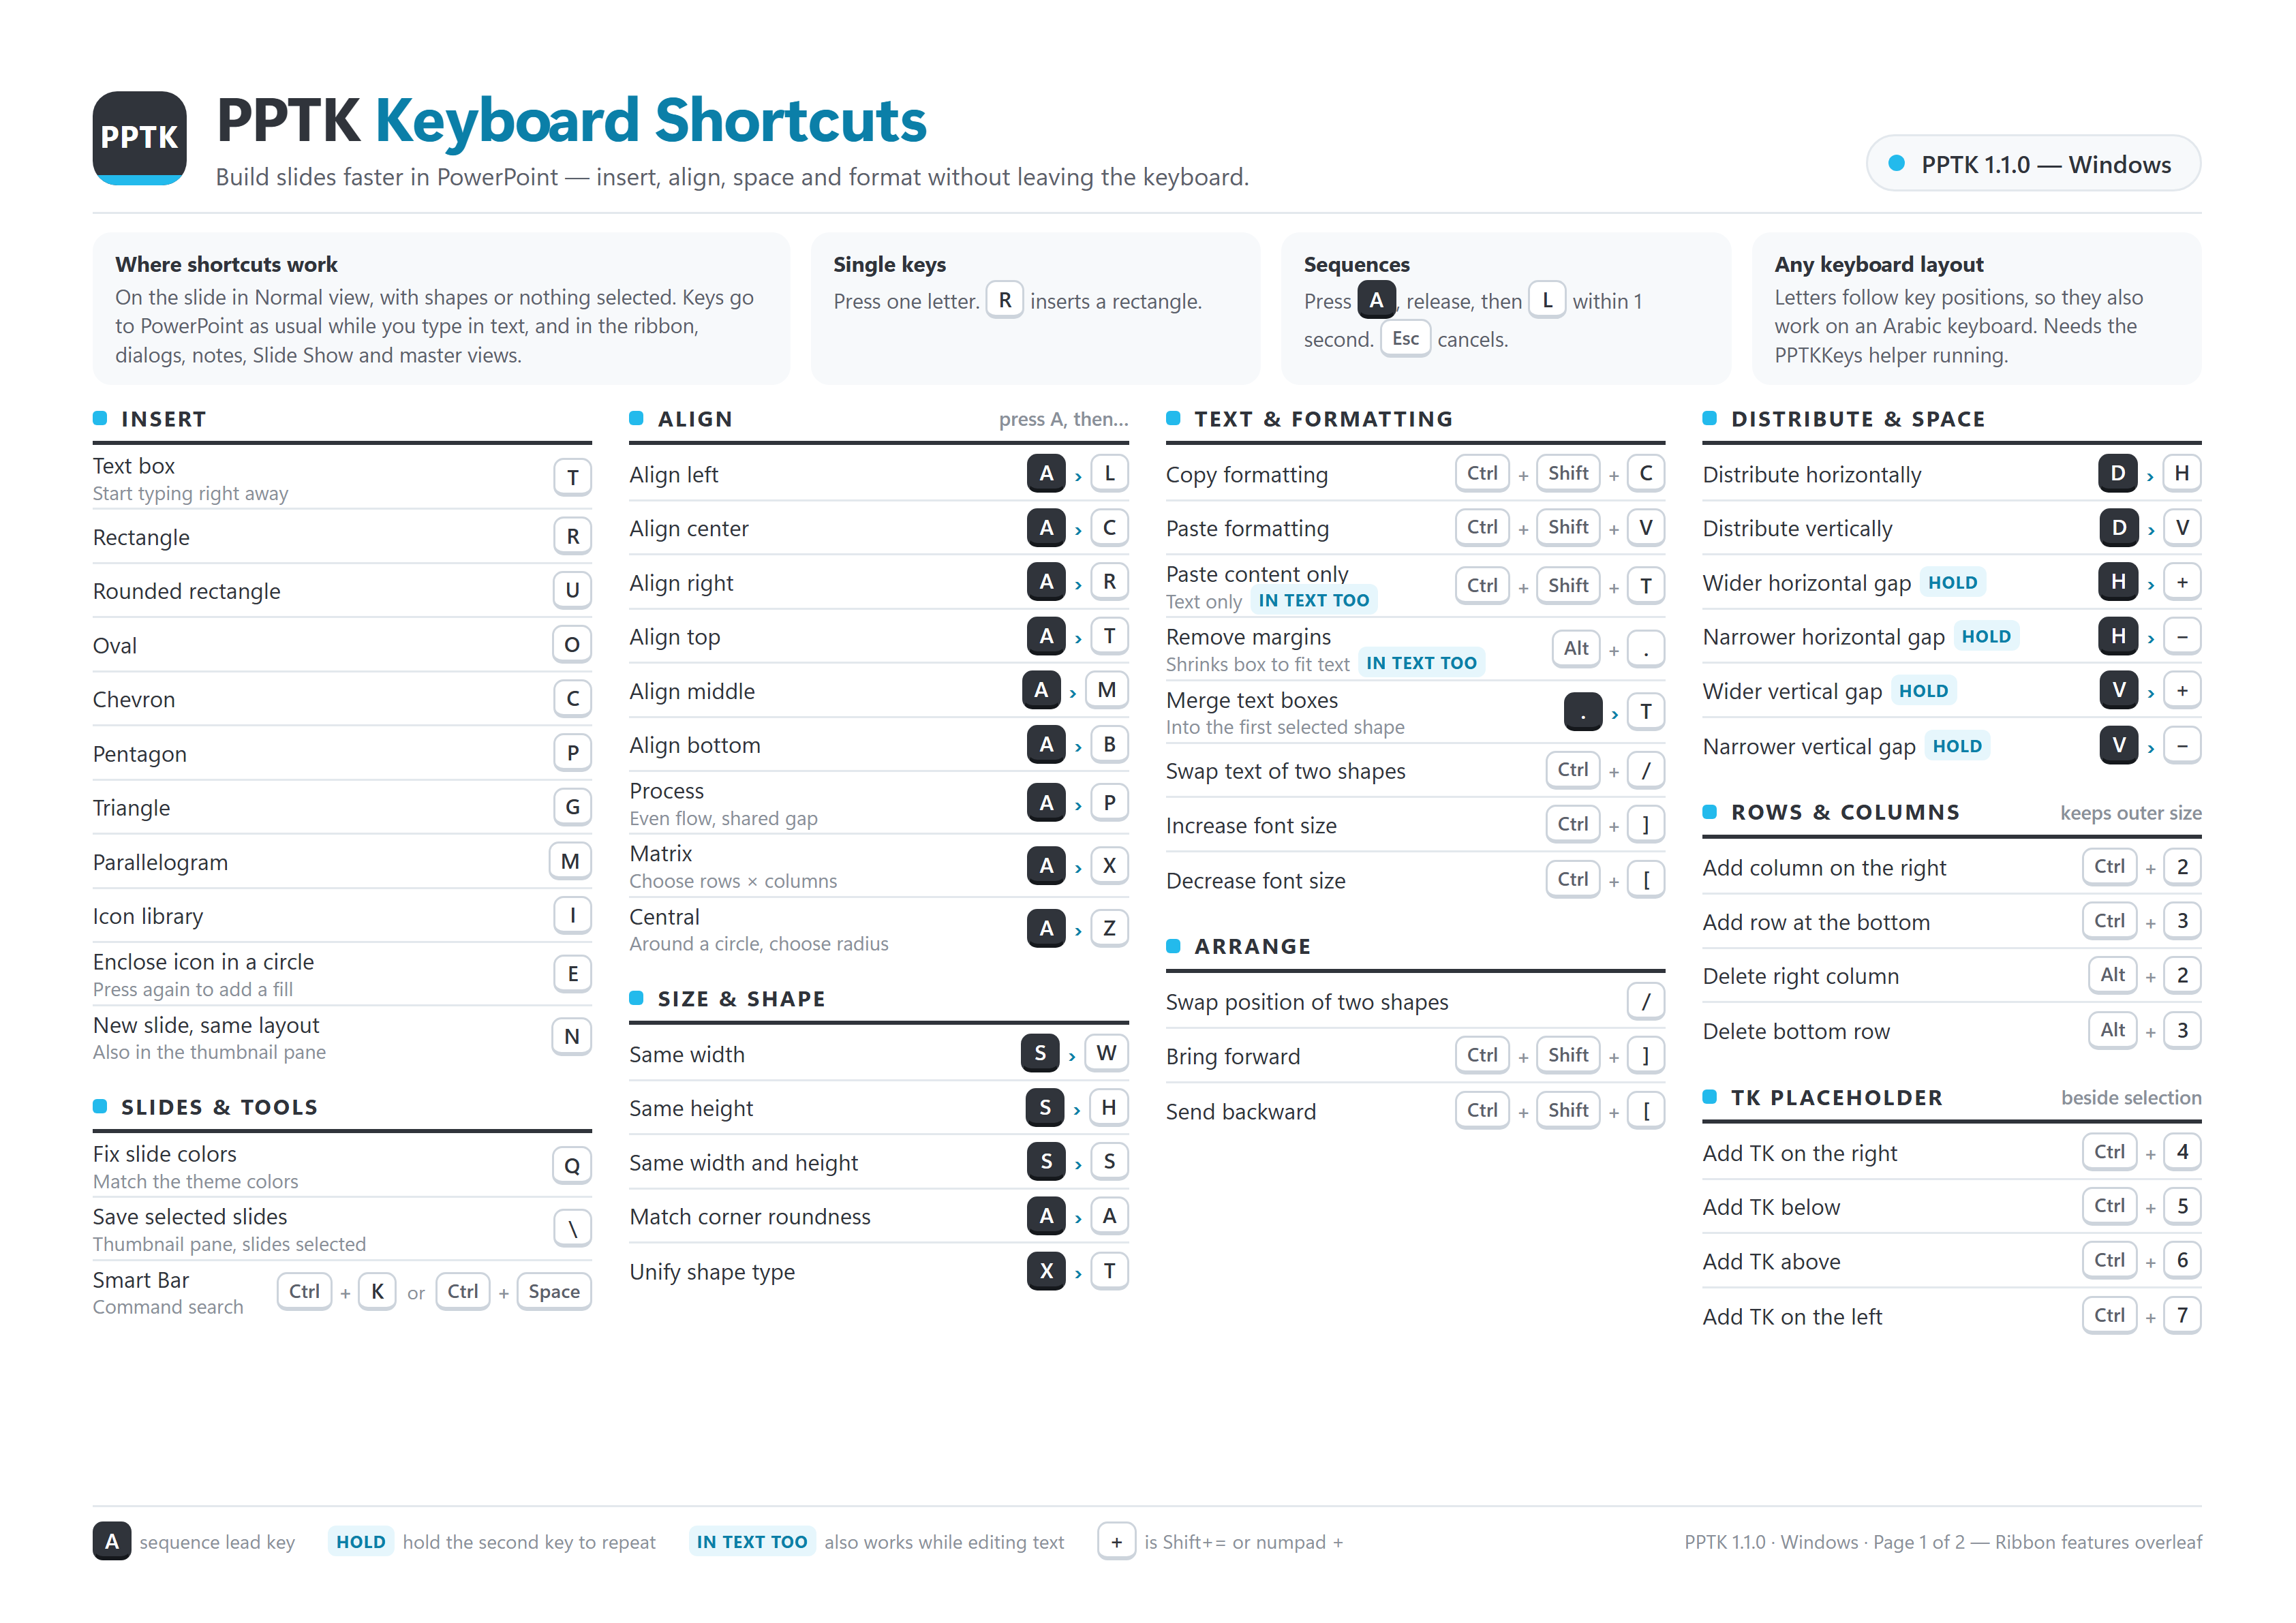 PPTK
PPTK Keyboard Shortcuts
Build slides faster in PowerPoint — insert, align, space and format without leaving the keyboard.
PPTK 1.1.0 — Windows
Where shortcuts work
On the slide in Normal view, with shapes or nothing selected. Keys go
to PowerPoint as usual while you type in text, and in the ribbon,
dialogs, notes, Slide Show and master views.
Single keys
Press one letter. R inserts a rectangle.
Sequences
Press A, release, then L within 1
second. Esc cancels.
Any keyboard layout
Letters follow key positions, so they also
work on an Arabic keyboard. Needs the
PPTKKeys helper running.
INSERT
Text box T
Start typing right away
Rectangle R
Rounded rectangle U
Oval O
Chevron C
Pentagon P
Triangle G
Parallelogram M
Icon library I
Enclose icon in a circle E
Press again to add a fill
New slide, same layout N
Also in the thumbnail pane
SLIDES & TOOLS
Fix slide colors Q
Match the theme colors
Save selected slides \
Thumbnail pane, slides selected
Smart Bar Ctrl + K or Ctrl + Space
Command search
ALIGN press A, then...
Align left A › L
Align center A › C
Align right A › R
Align top A › T
Align middle A › M
Align bottom A › B
Process A › P
Even flow, shared gap
Matrix A › X
Choose rows × columns
Central A › Z
Around a circle, choose radius
SIZE & SHAPE
Same width S › W
Same height S › H
Same width and height S › S
Match corner roundness A › A
Unify shape type X › T
TEXT & FORMATTING
Copy formatting Ctrl + Shift + C
Paste formatting Ctrl + Shift + V
Paste content only Ctrl + Shift + T
Text only IN TEXT TOO
Remove margins Alt + .
Shrinks box to fit text IN TEXT TOO
Merge text boxes . › T
Into the first selected shape
Swap text of two shapes Ctrl + /
Increase font size Ctrl + ]
Decrease font size Ctrl + [
ARRANGE
Swap position of two shapes /
Bring forward Ctrl + Shift + ]
Send backward Ctrl + Shift + [
DISTRIBUTE & SPACE
Distribute horizontally D › H
Distribute vertically D › V
Wider horizontal gap HOLD H › +
Narrower horizontal gap HOLD H › −
Wider vertical gap HOLD V › +
Narrower vertical gap HOLD V › −
ROWS & COLUMNS keeps outer size
Add column on the right Ctrl + 2
Add row at the bottom Ctrl + 3
Delete right column Alt + 2
Delete bottom row Alt + 3
TK PLACEHOLDER beside selection
Add TK on the right Ctrl + 4
Add TK below Ctrl + 5
Add TK above Ctrl + 6
Add TK on the left Ctrl + 7
A sequence lead key HOLD hold the second key to repeat IN TEXT TOO also works while editing text + is Shift+= or numpad +
PPTK 1.1.0 · Windows · Page 1 of 2 — Ribbon features overleaf